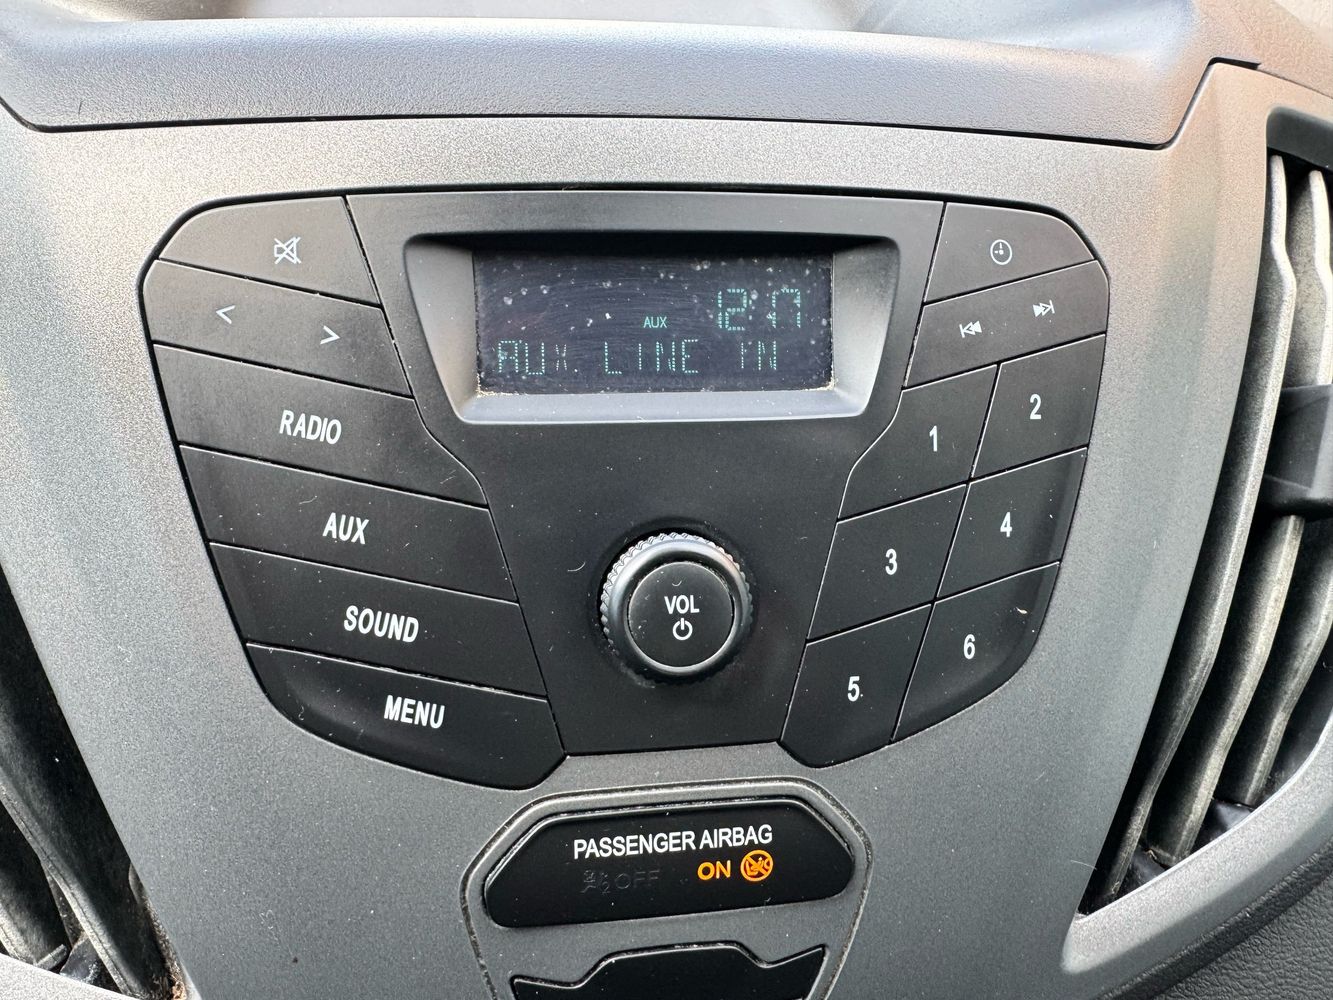 AUX 12 17
AUX LINE IN
<
>
RADIO
AUX
SOUND
MENU
VOL
1
2
3
4
5
6
PASSENGER AIRBAG
2 OFF ON